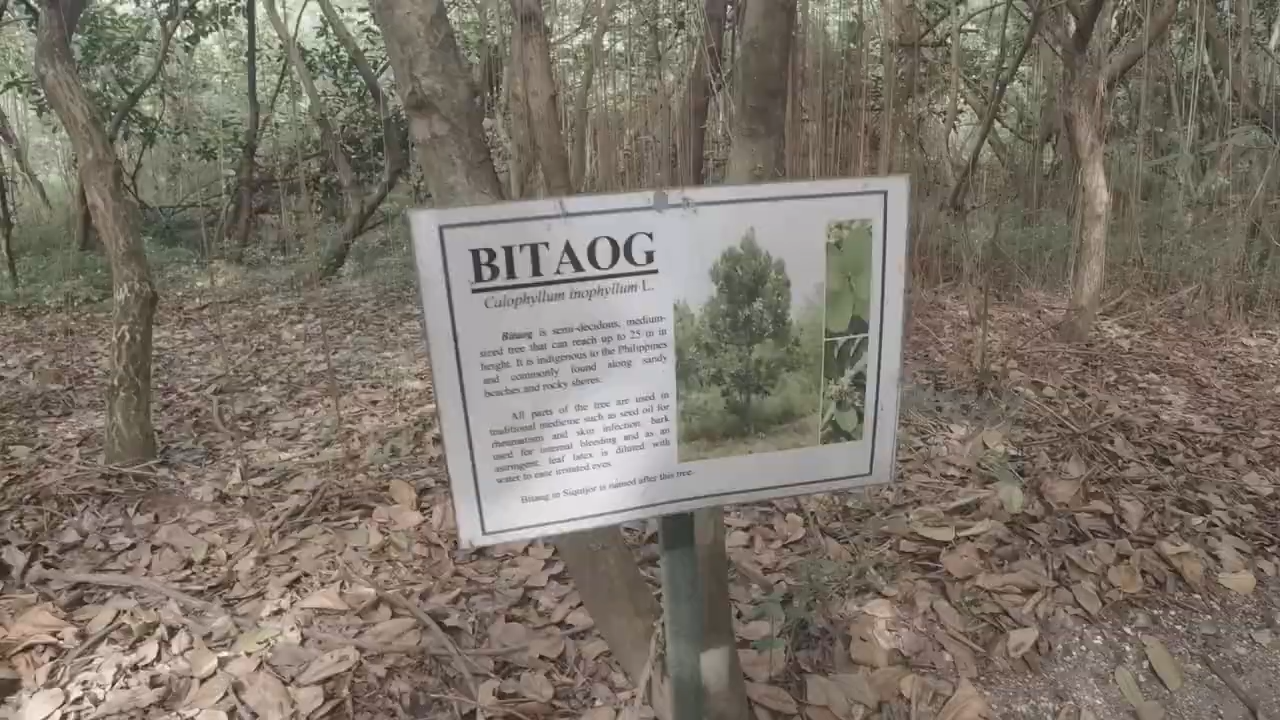 BITAOG
Calophyllum inophyllum L.
Bitaog is semi-decidous, medium-
sized tree that can reach up to 25 m in
height. It is indigenous to the Philippines
and commonly found along sandy
beaches and rocky shores.
All parts of the tree are used in
traditional medicine such as seed oil for
rheumatism and skin infection, bark
used for internal bleeding and as an
astringent, leaf latex is diluted with
water to ease irritated eyes.
Bitaog in Siquijor is named after this tree.